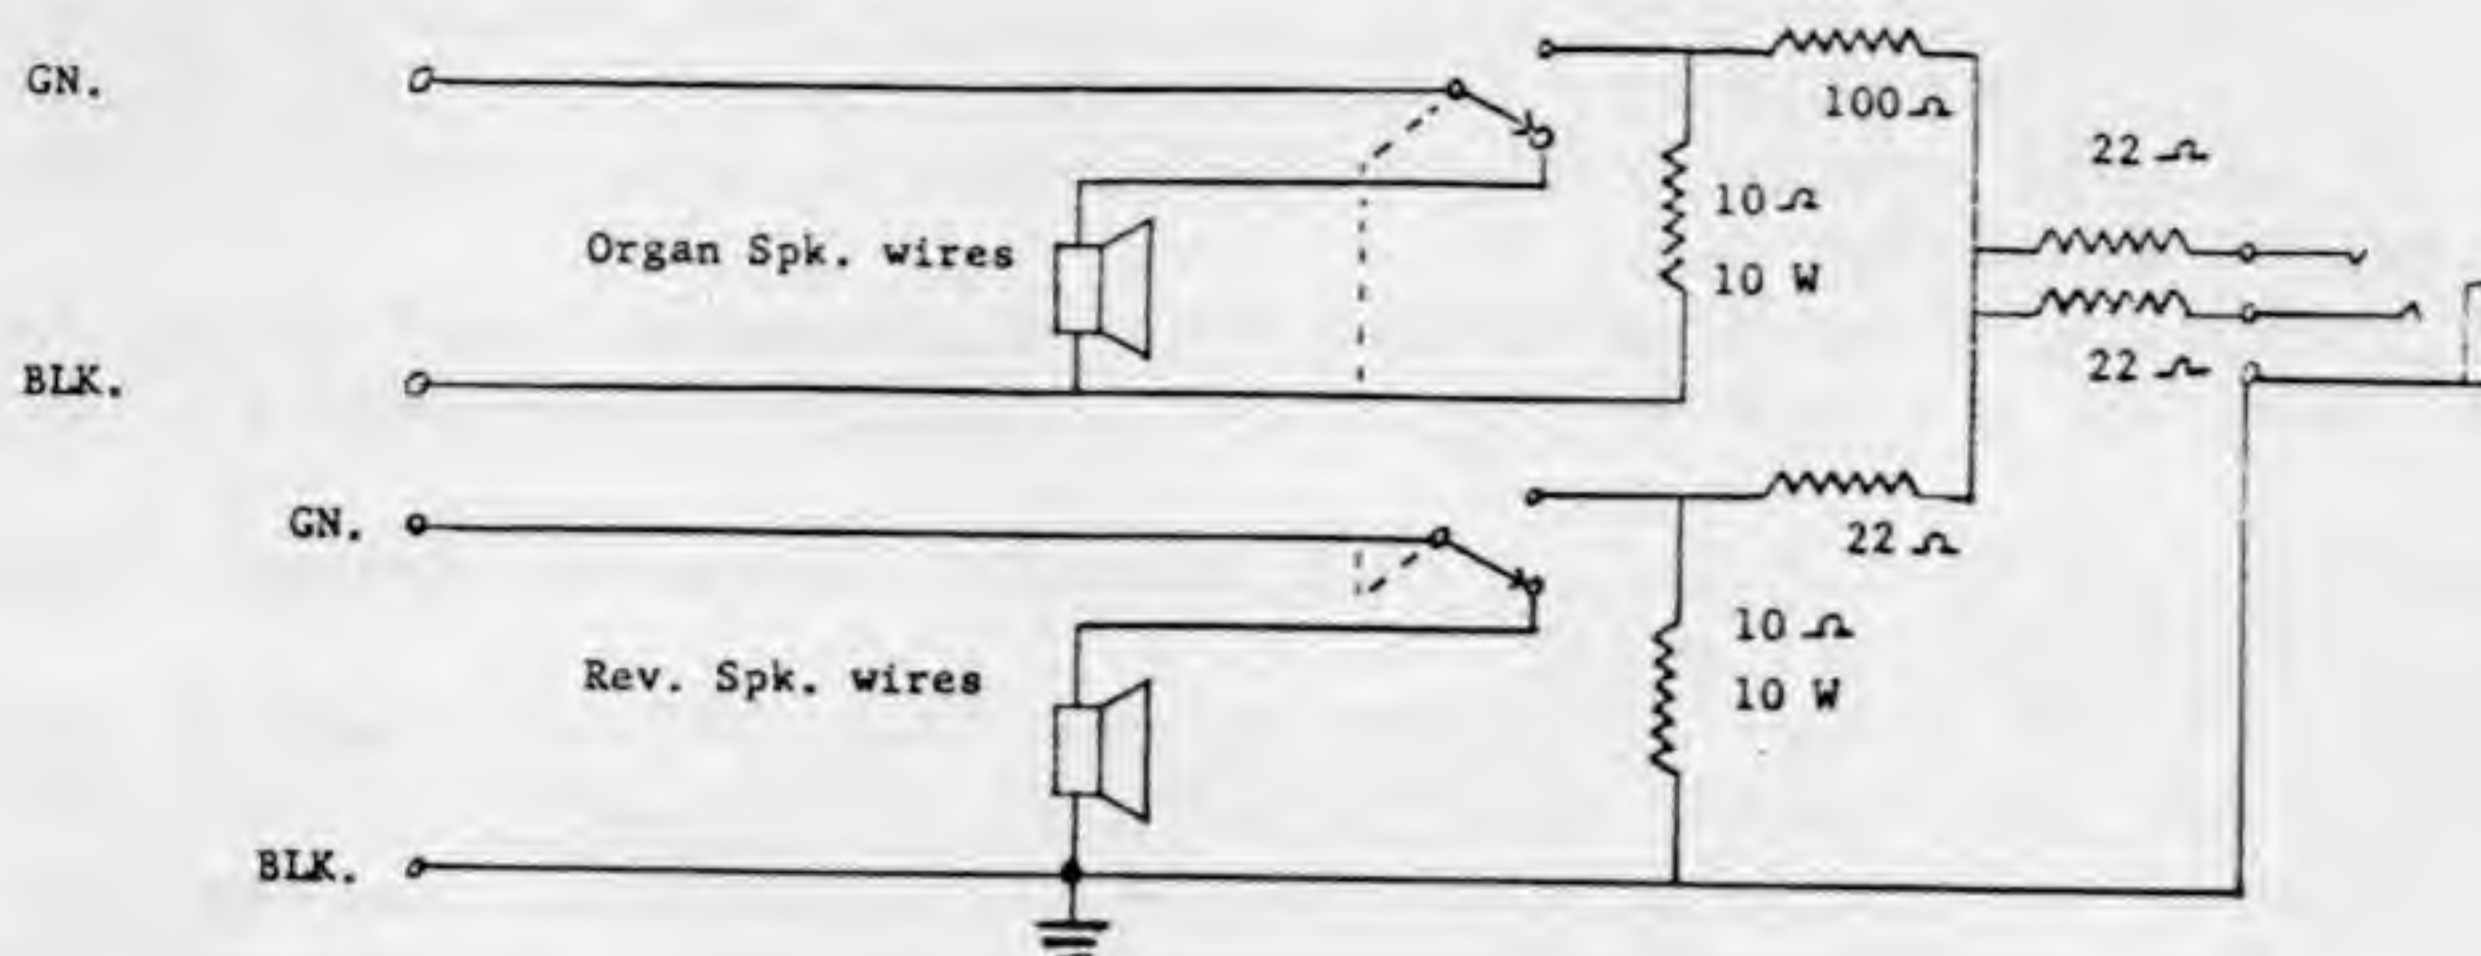 GN.
100 Ω
22 Ω
10 Ω
Organ Spk. wires
10 W
22 Ω
BLK.
GN.
22 Ω
10 Ω
Rev. Spk. wires
10 W
BLK.